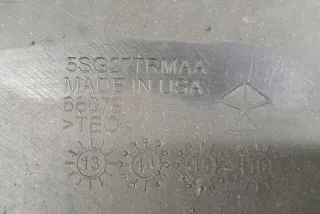 5SG27TRMAA
MADE IN USA
68079
>TEO<
13 14